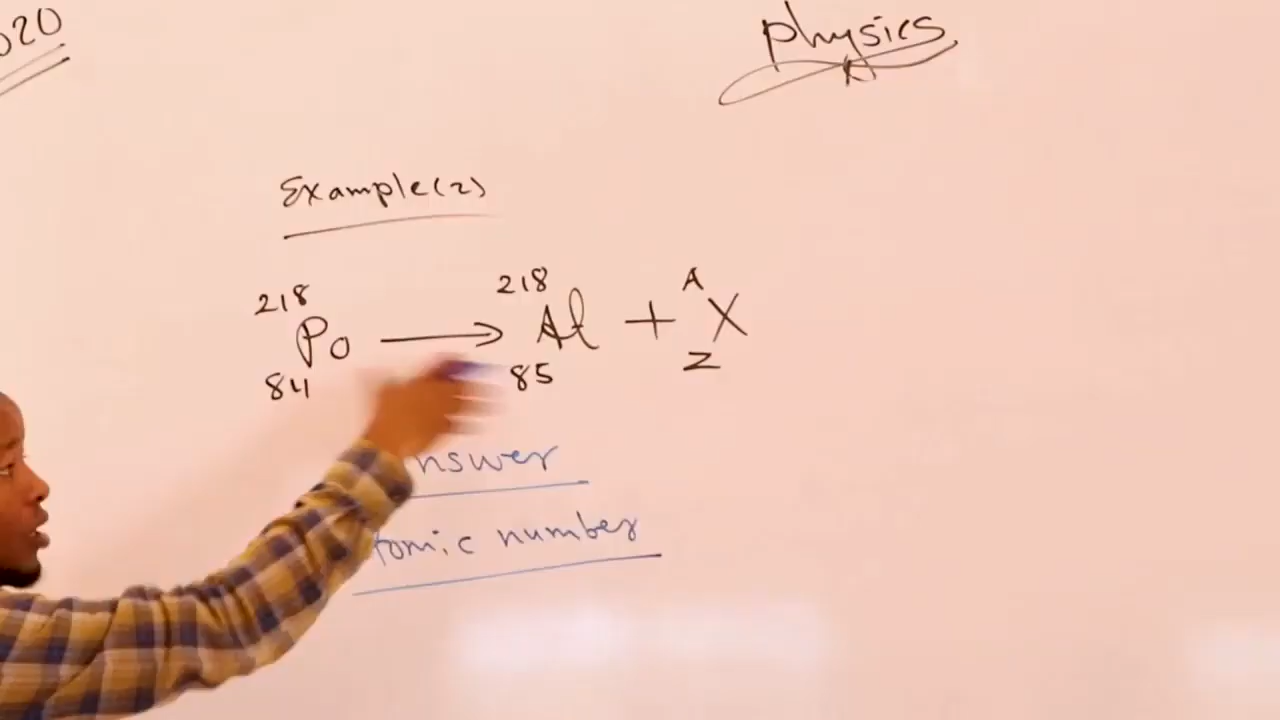 020
physics
Example(2)
218 218 A
Po → At + X
84 85 Z
nswer
tomic number